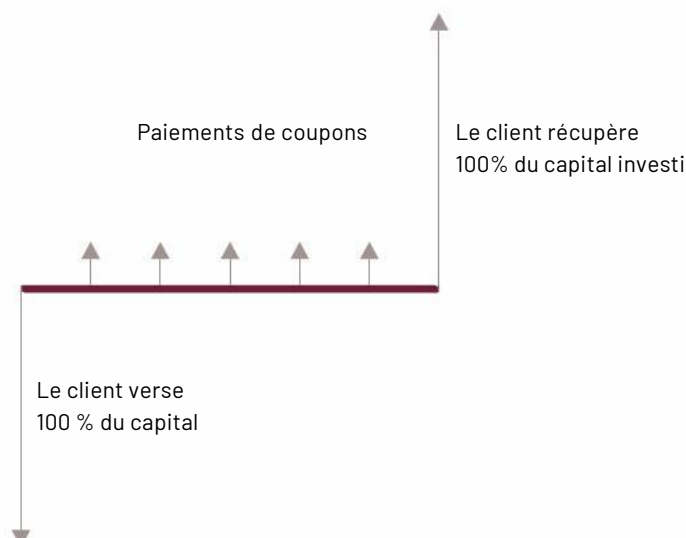 Paiements de coupons
Le client récupère
100% du capital investi
Le client verse
100 % du capital